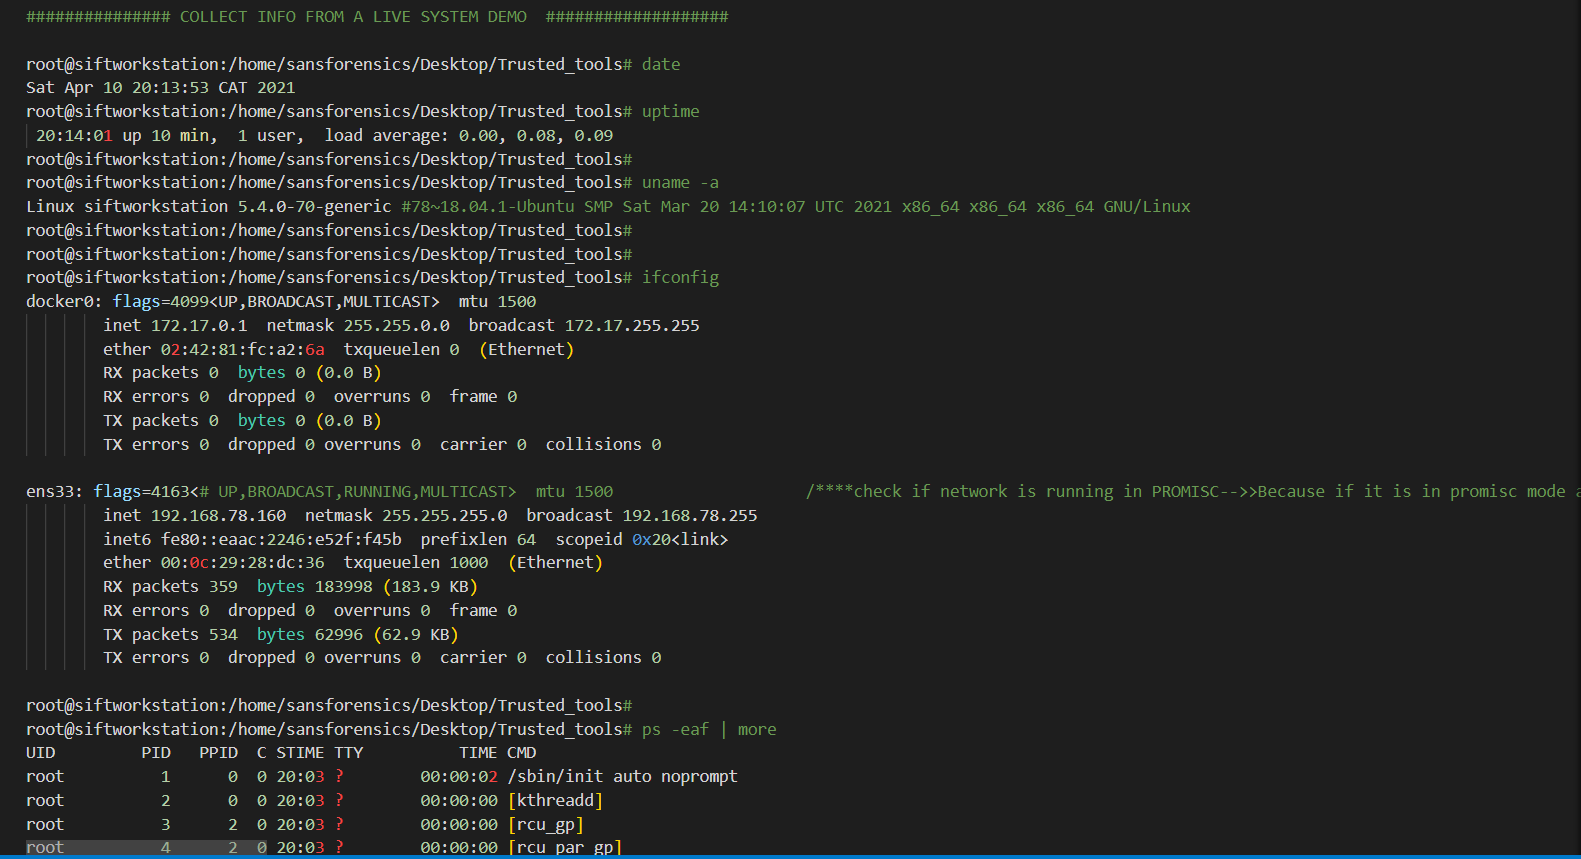 ############### COLLECT INFO FROM A LIVE SYSTEM DEMO ###################
root@siftworkstation:/home/sansforensics/Desktop/Trusted_tools# date
Sat Apr 10 20:13:53 CAT 2021
root@siftworkstation:/home/sansforensics/Desktop/Trusted_tools# uptime
20:14:01 up 10 min, 1 user, load average: 0.00, 0.08, 0.09
root@siftworkstation:/home/sansforensics/Desktop/Trusted_tools#
root@siftworkstation:/home/sansforensics/Desktop/Trusted_tools# uname -a
Linux siftworkstation 5.4.0-70-generic #78~18.04.1-Ubuntu SMP Sat Mar 20 14:10:07 UTC 2021 x86_64 x86_64 x86_64 GNU/Linux
root@siftworkstation:/home/sansforensics/Desktop/Trusted_tools#
root@siftworkstation:/home/sansforensics/Desktop/Trusted_tools#
root@siftworkstation:/home/sansforensics/Desktop/Trusted_tools# ifconfig
docker0: flags=4099<UP,BROADCAST,MULTICAST> mtu 1500
inet 172.17.0.1 netmask 255.255.0.0 broadcast 172.17.255.255
ether 02:42:81:fc:a2:6a txqueuelen 0 (Ethernet)
RX packets 0 bytes 0 (0.0 B)
RX errors 0 dropped 0 overruns 0 frame 0
TX packets 0 bytes 0 (0.0 B)
TX errors 0 dropped 0 overruns 0 carrier 0 collisions 0
ens33: flags=4163<# UP,BROADCAST,RUNNING,MULTICAST> mtu 1500 /****check if network is running in PROMISC-->>Because if it is in promisc mode a
inet 192.168.78.160 netmask 255.255.255.0 broadcast 192.168.78.255
inet6 fe80::eaac:2246:e52f:f45b prefixlen 64 scopeid 0x20<link>
ether 00:0c:29:28:dc:36 txqueuelen 1000 (Ethernet)
RX packets 359 bytes 183998 (183.9 KB)
RX errors 0 dropped 0 overruns 0 frame 0
TX packets 534 bytes 62996 (62.9 KB)
TX errors 0 dropped 0 overruns 0 carrier 0 collisions 0
root@siftworkstation:/home/sansforensics/Desktop/Trusted_tools#
root@siftworkstation:/home/sansforensics/Desktop/Trusted_tools# ps -eaf | more
UID PID PPID C STIME TTY TIME CMD
root 1 0 0 20:03 ? 00:00:02 /sbin/init auto noprompt
root 2 0 0 20:03 ? 00:00:00 [kthreadd]
root 3 2 0 20:03 ? 00:00:00 [rcu_gp]
root 4 2 0 20:03 ? 00:00:00 [rcu_par_gp]